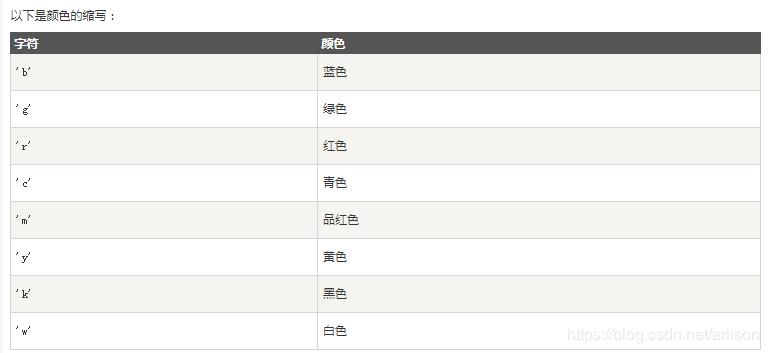 以下是颜色的缩写：
字符 颜色
'b' 蓝色
'g' 绿色
'r' 红色
'c' 青色
'm' 品红色
'y' 黄色
'k' 黑色
'w' 白色
https://blog.csdn.net/arlison